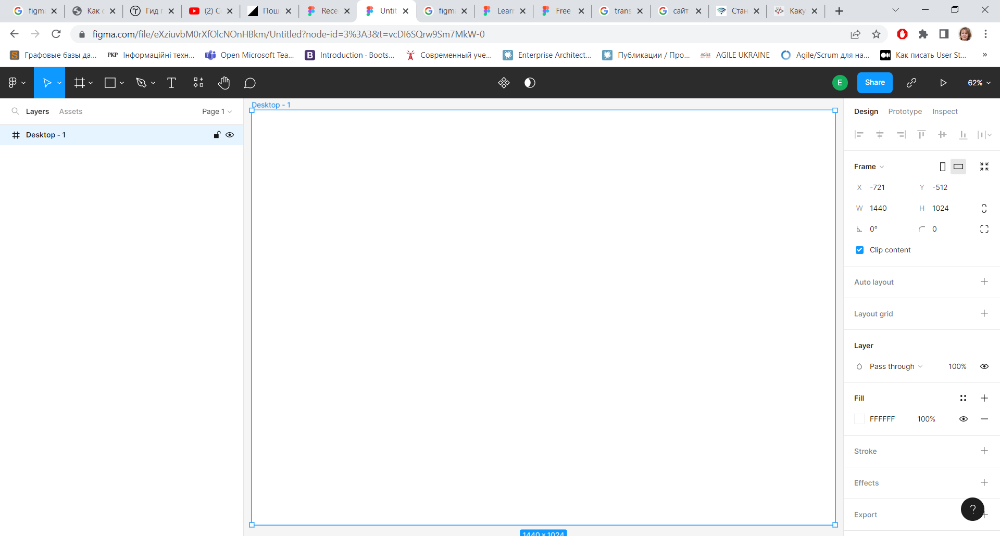 figm
Как с
Гид п
(2) С
Пош
Rece
Untit
figma
Learn
Free
trans
сайт
Стан
Каку
figma.com/file/eXziuvbM0rXfOlcNOnHBkm/Untitled?node-id=3%3A3&t=vcDl6SQrw9Sm7MkW-0
Графовые базы да...
PKP Інформаційні техн...
Open Microsoft Tea...
B Introduction · Boots...
Современный уче...
Enterprise Architect...
Публикации / Про...
AGILE UKRAINE
Agile/Scrum для на...
Как писать User St...
»
E
Share
62%
Layers
Assets
Page 1
Desktop - 1
Desktop - 1
1440 × 1024
Design
Prototype
Inspect
Frame
X -721
Y -512
W 1440
H 1024
0°
0
Clip content
Auto layout
Layout grid
Layer
Pass through
100%
Fill
FFFFFF
100%
Stroke
Effects
Export
?